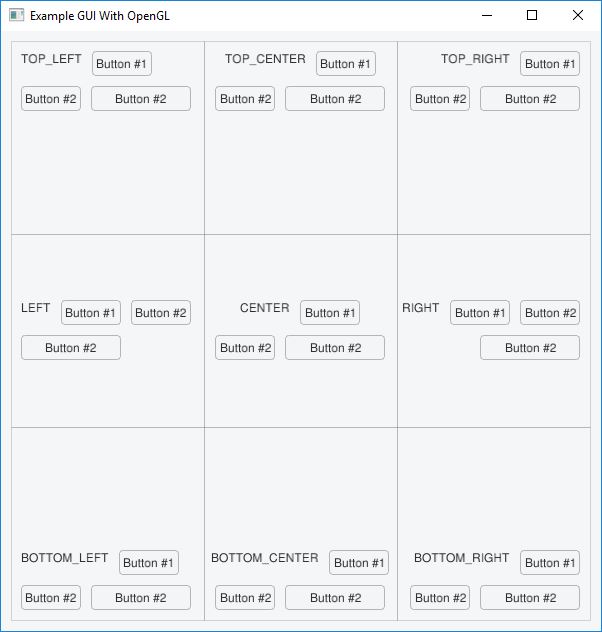 Example GUI With OpenGL
TOP_LEFT Button #1
Button #2 Button #2
TOP_CENTER Button #1
Button #2 Button #2
TOP_RIGHT Button #1
Button #2 Button #2
LEFT Button #1 Button #2
Button #2
CENTER Button #1
Button #2 Button #2
RIGHT Button #1 Button #2
Button #2
BOTTOM_LEFT Button #1
Button #2 Button #2
BOTTOM_CENTER Button #1
Button #2 Button #2
BOTTOM_RIGHT Button #1
Button #2 Button #2